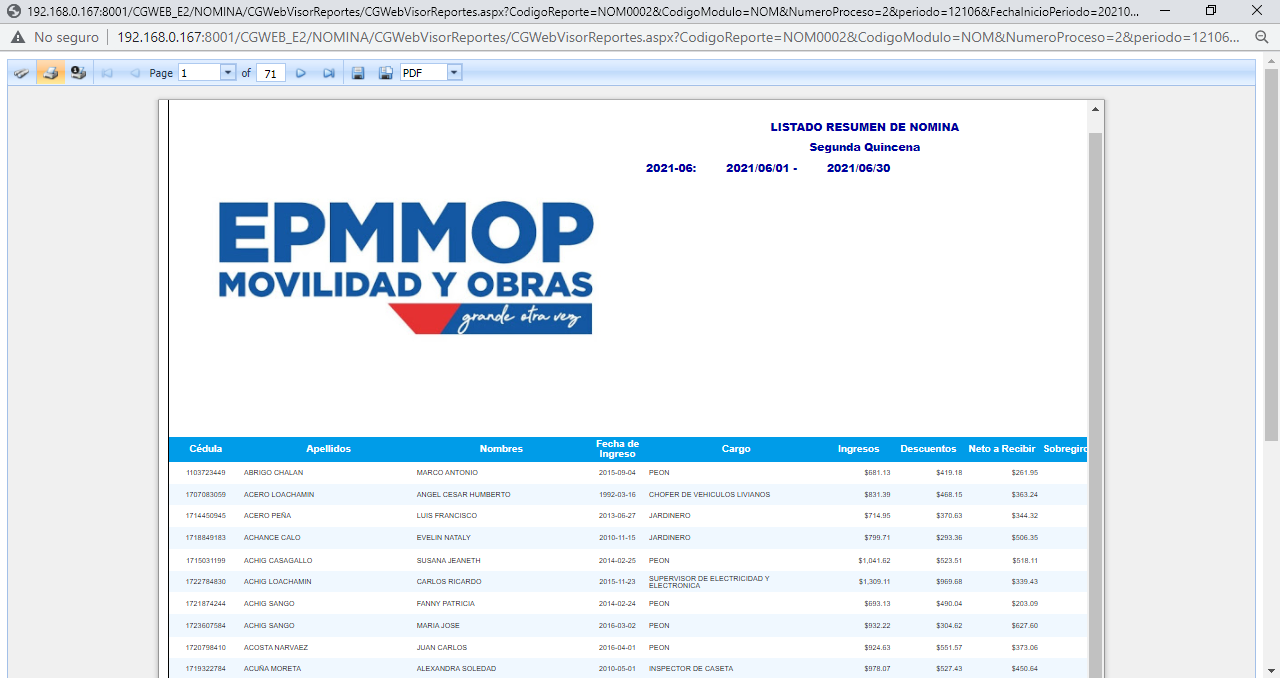 192.168.0.167:8001/CGWEB_E2/NOMINA/CGWebVisorReportes/CGWebVisorReportes.aspx?CodigoReporte=NOM0002&CodigoModulo=NOM&NumeroProceso=2&periodo=12106&FechaInicioPeriodo=20210...
No seguro 192.168.0.167:8001/CGWEB_E2/NOMINA/CGWebVisorReportes/CGWebVisorReportes.aspx?CodigoReporte=NOM0002&CodigoModulo=NOM&NumeroProceso=2&periodo=12106...
Page 1 of 71 PDF
LISTADO RESUMEN DE NOMINA
Segunda Quincena
2021-06: 2021/06/01 - 2021/06/30
EPMMOP
MOVILIDAD Y OBRAS
grande otra vez
Cédula Apellidos Nombres Fecha de Ingreso Cargo Ingresos Descuentos Neto a Recibir Sobregiro
1103723449 ABRIGO CHALAN MARCO ANTONIO 2015-09-04 PEON $681.13 $419.18 $261.95
1707083059 ACERO LOACHAMIN ANGEL CESAR HUMBERTO 1992-03-16 CHOFER DE VEHICULOS LIVIANOS $831.39 $468.15 $363.24
1714450945 ACERO PEÑA LUIS FRANCISCO 2013-06-27 JARDINERO $714.95 $370.63 $344.32
1718849183 ACHANCE CALO EVELIN NATALY 2010-11-15 JARDINERO $799.71 $293.36 $506.35
1715031199 ACHIG CASAGALLO SUSANA JEANETH 2014-02-25 PEON $1,041.62 $523.51 $518.11
1722784830 ACHIG LOACHAMIN CARLOS RICARDO 2015-11-23 SUPERVISOR DE ELECTRICIDAD Y ELECTRONICA $1,309.11 $969.68 $339.43
1721874244 ACHIG SANGO FANNY PATRICIA 2014-02-24 PEON $693.13 $490.04 $203.09
1723607584 ACHIG SANGO MARIA JOSE 2016-03-02 PEON $932.22 $304.62 $627.60
1720798410 ACOSTA NARVAEZ JUAN CARLOS 2016-04-01 PEON $924.63 $551.57 $373.06
1719322784 ACUÑA MORETA ALEXANDRA SOLEDAD 2010-05-01 INSPECTOR DE CASETA $978.07 $527.43 $450.64